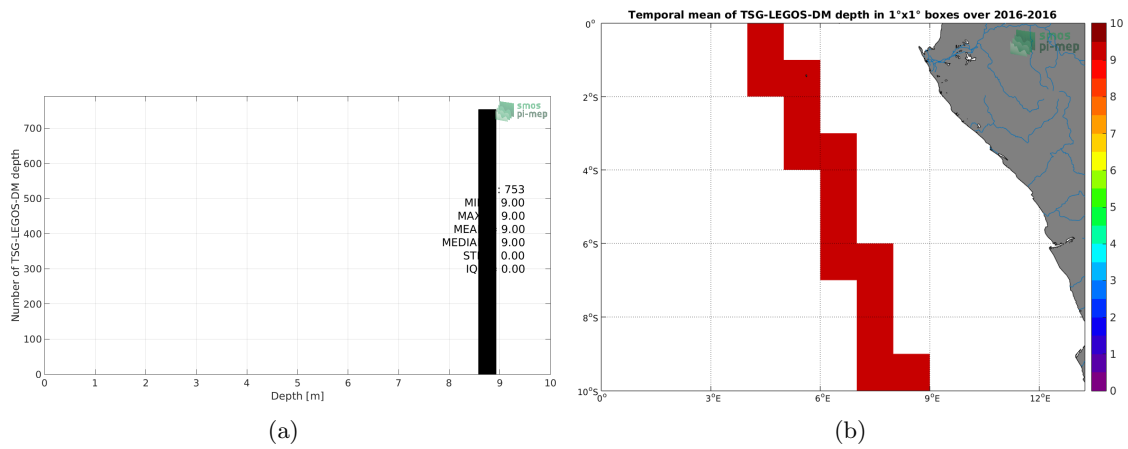 smos
pi-mep
Number of TSG-LEGOS-DM depth
700
600
500
400
300
200
100
0
: 753
MI 9.00
MAX 9.00
MEA 9.00
MEDIA 9.00
ST 0.00
IQ 0.00
0 1 2 3 4 5 6 7 8 9 10
Depth [m]
(a)
Temporal mean of TSG-LEGOS-DM depth in 1°x1° boxes over 2016-2016
smos
pi-mep
0°
2°S
4°S
6°S
8°S
10°S
0° 3°E 6°E 9°E 12°E
10
9
8
7
6
5
4
3
2
1
0
(b)